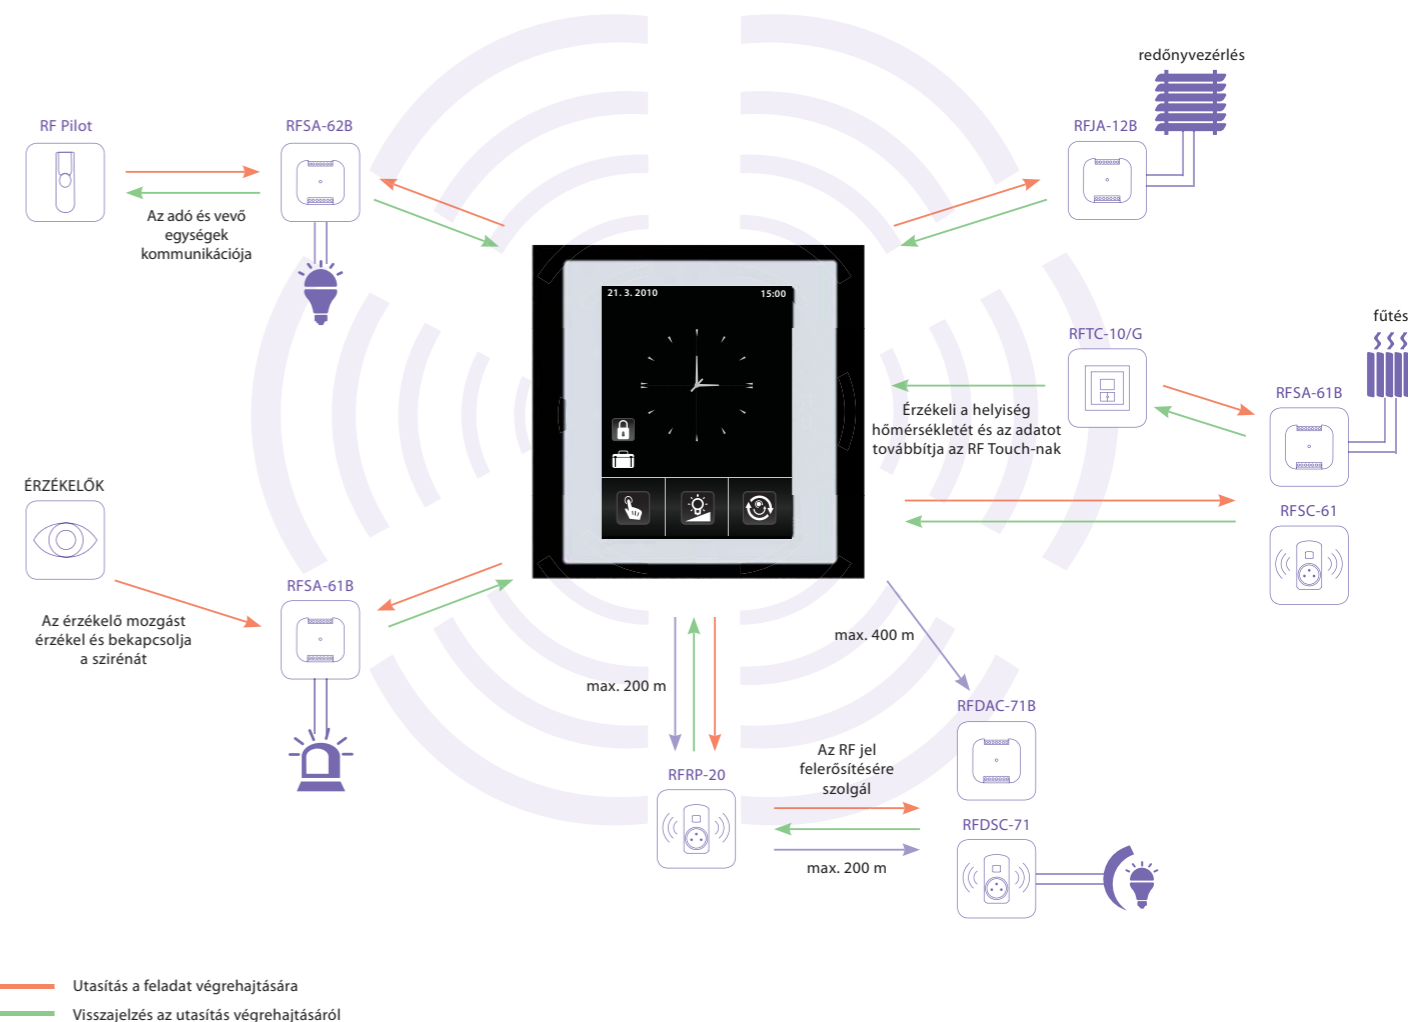 redőnyvezérlés
RF Pilot
RFSA-62B
RFJA-12B
Az adó és vevő
egységek
kommunikációja
21. 3. 2010
15:00
fűtés
RFTC-10/G
RFSA-61B
Érzékeli a helyiség
hőmérsékletét és az adatot
továbbítja az RF Touch-nak
ÉRZÉKELŐK
RFSC-61
RFSA-61B
Az érzékelő mozgást
érzékel és bekapcsolja
a szirénát
max. 400 m
max. 200 m
RFDAC-71B
Az RF jel
felerősítésére
szolgál
RFRP-20
RFDSC-71
max. 200 m
Utasítás a feladat végrehajtására
Visszajelzés az utasítás végrehajtásáról